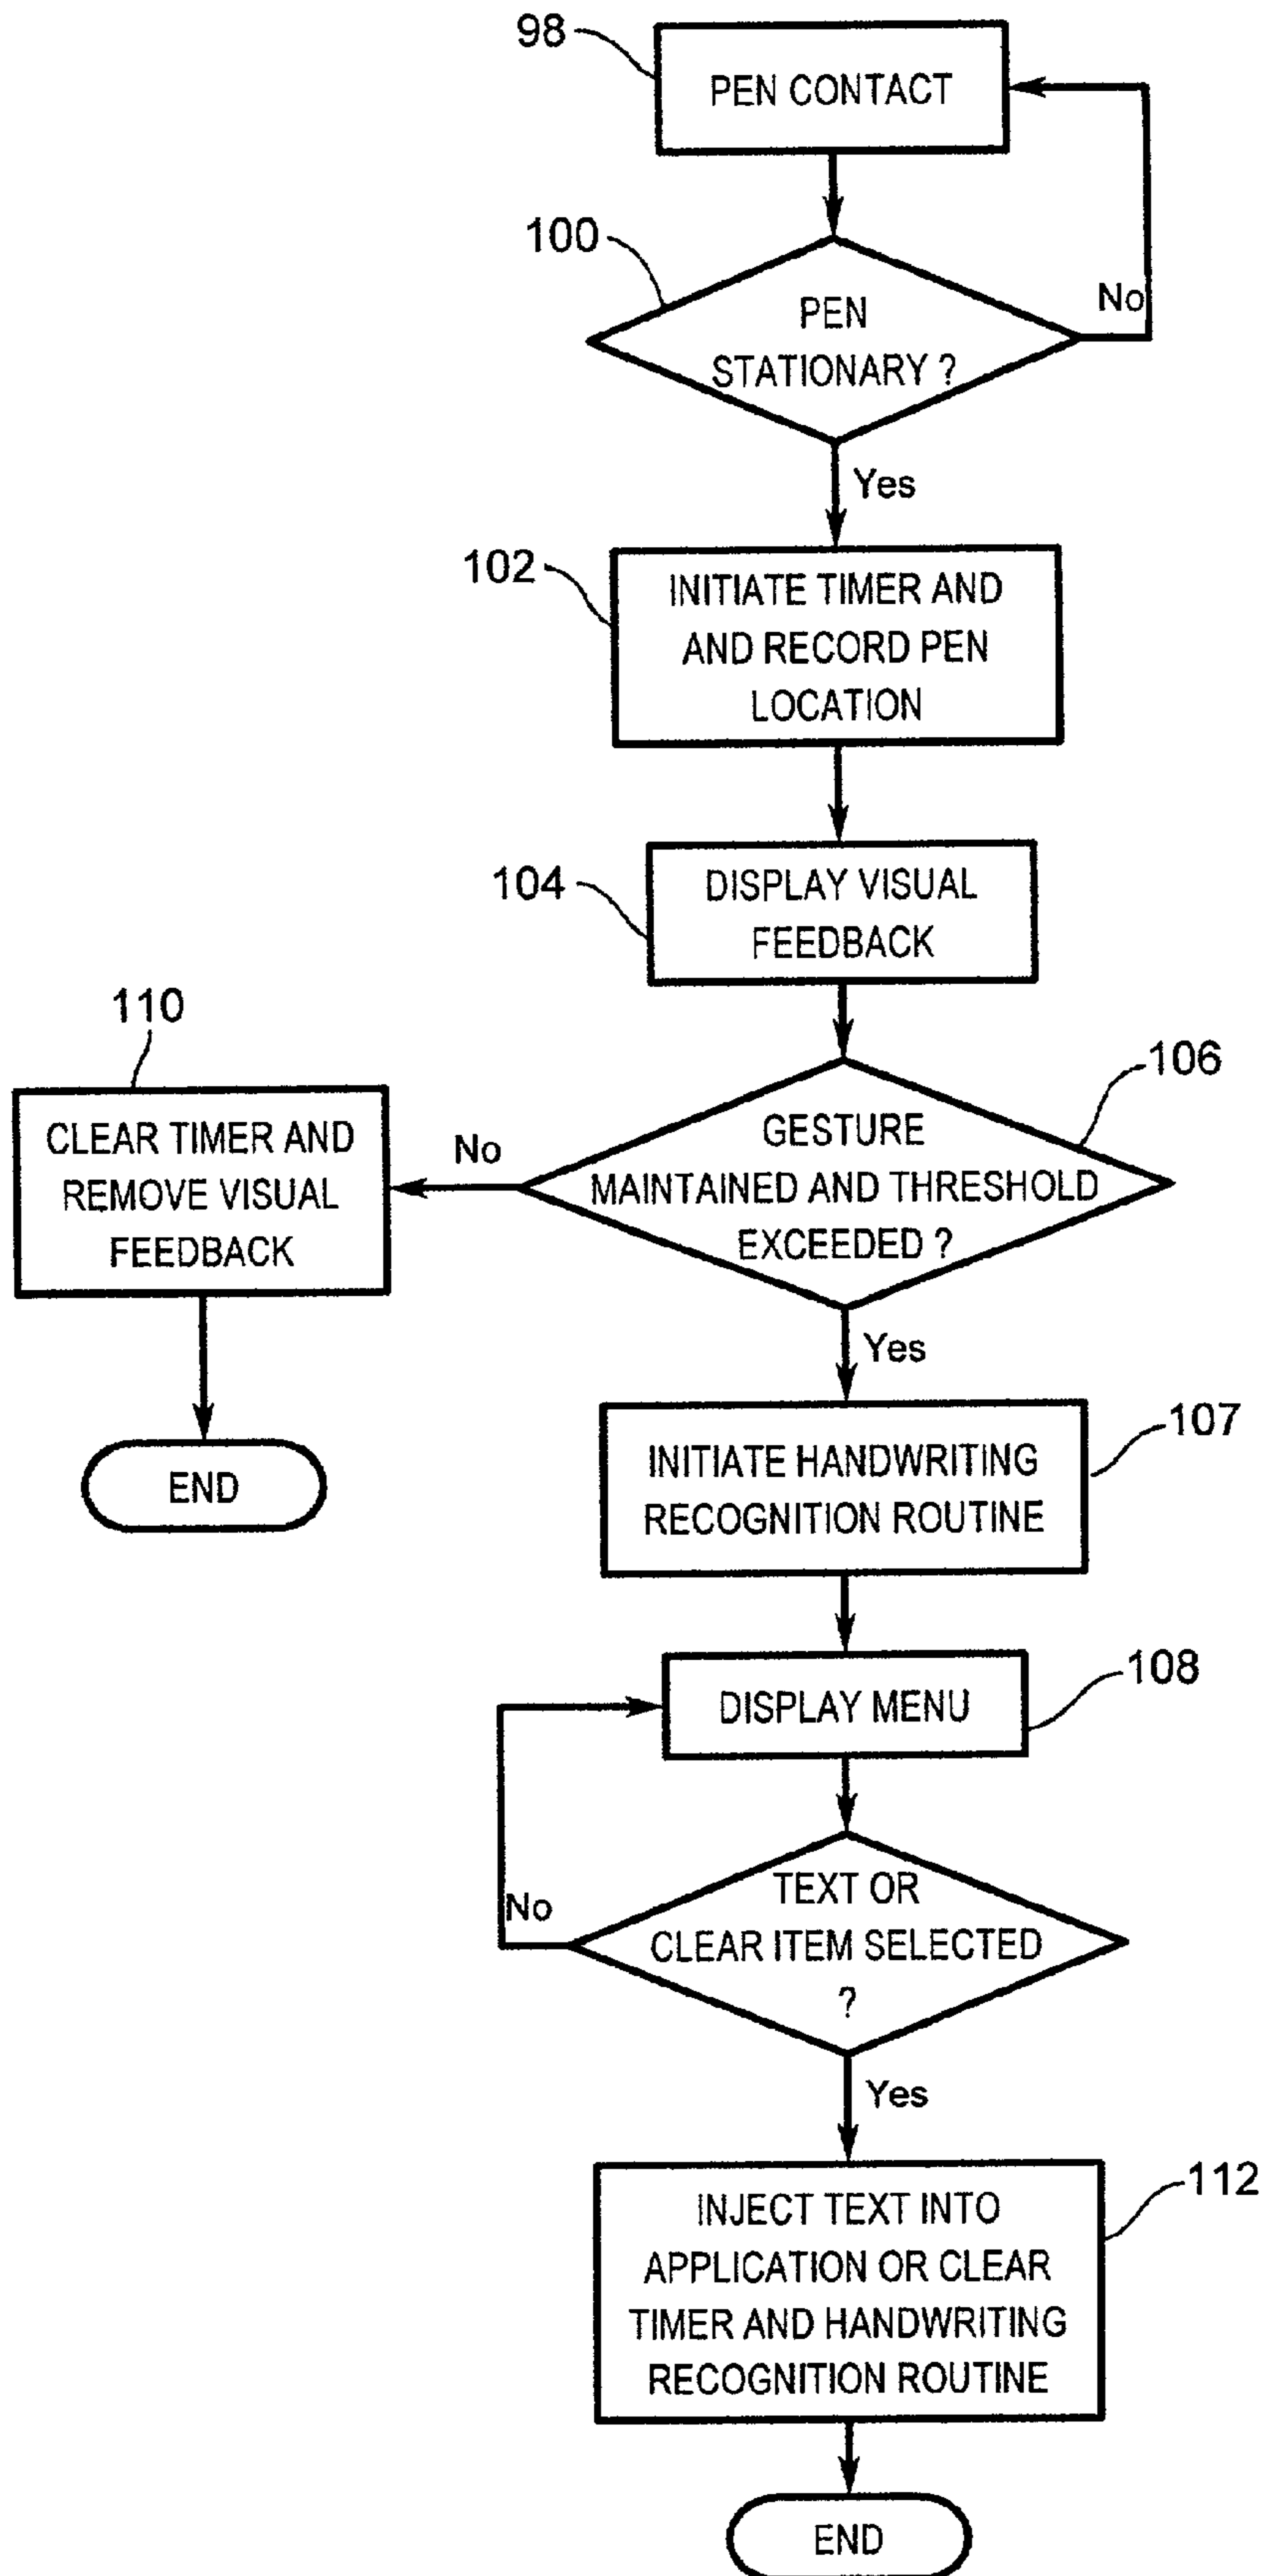 98
PEN CONTACT
100
PEN
STATIONARY ?
No
Yes
102
INITIATE TIMER AND
AND RECORD PEN
LOCATION
104
DISPLAY VISUAL
FEEDBACK
110
CLEAR TIMER AND
REMOVE VISUAL
FEEDBACK
No
106
GESTURE
MAINTAINED AND THRESHOLD
EXCEEDED ?
END
Yes
107
INITIATE HANDWRITING
RECOGNITION ROUTINE
108
DISPLAY MENU
No
TEXT OR
CLEAR ITEM SELECTED
?
Yes
112
INJECT TEXT INTO
APPLICATION OR CLEAR
TIMER AND HANDWRITING
RECOGNITION ROUTINE
END